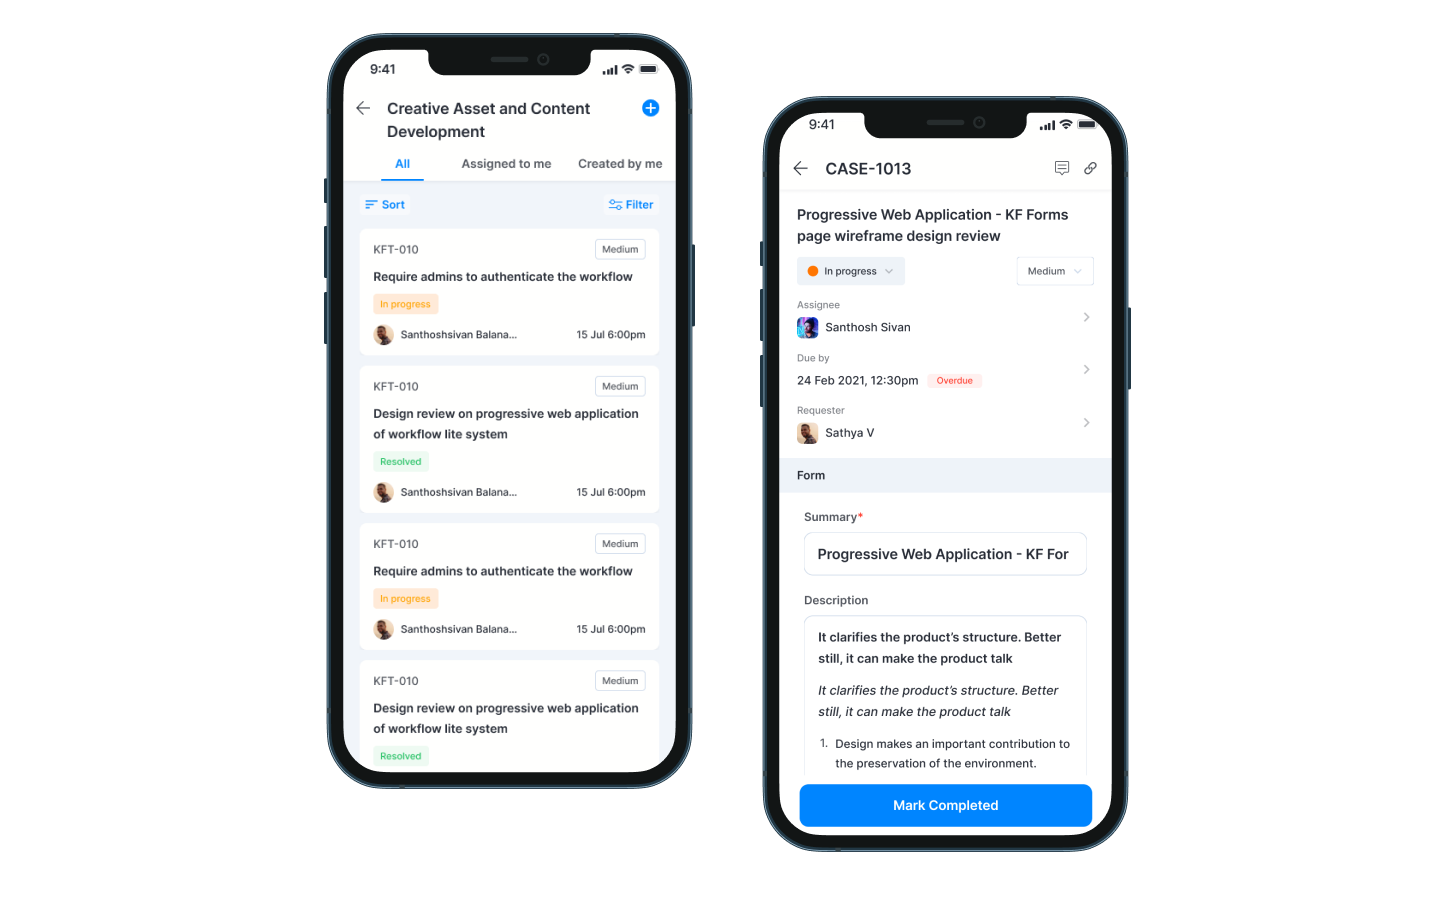 9:41
Creative Asset and Content
Development
All Assigned to me Created by me
Sort Filter
KFT-010 Medium
Require admins to authenticate the workflow
In progress
Santhoshsivan Balana... 15 Jul 6:00pm
KFT-010 Medium
Design review on progressive web application
of workflow lite system
Resolved
Santhoshsivan Balana... 15 Jul 6:00pm
KFT-010 Medium
Require admins to authenticate the workflow
In progress
Santhoshsivan Balana... 15 Jul 6:00pm
KFT-010 Medium
Design review on progressive web application
of workflow lite system
Resolved
9:41
CASE-1013
Progressive Web Application - KF Forms
page wireframe design review
In progress Medium
Assignee
Santhosh Sivan
Due by
24 Feb 2021, 12:30pm Overdue
Requester
Sathya V
Form
Summary*
Progressive Web Application - KF For
Description
It clarifies the product’s structure. Better
still, it can make the product talk
It clarifies the product’s structure. Better
still, it can make the product talk
1. Design makes an important contribution to
the preservation of the environment.
Mark Completed